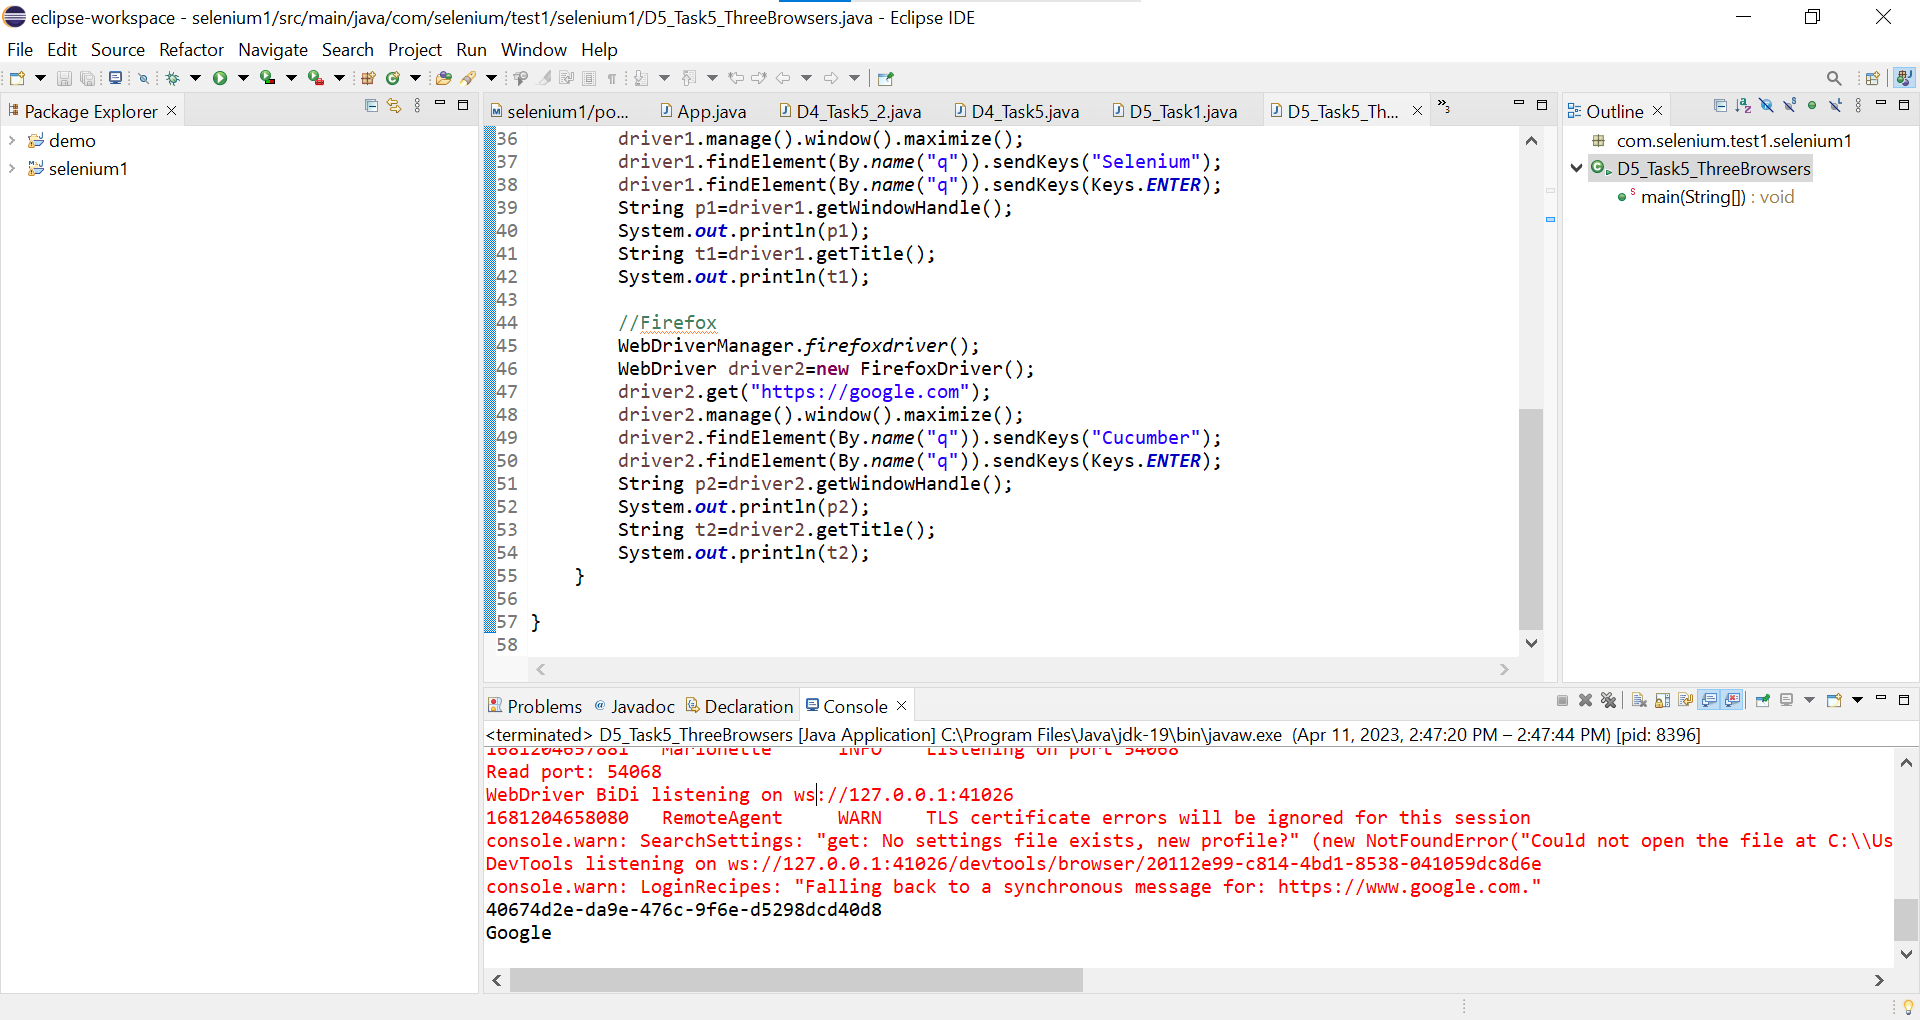 eclipse-workspace - selenium1/src/main/java/com/selenium/test1/selenium1/D5_Task5_ThreeBrowsers.java - Eclipse IDE
File Edit Source Refactor Navigate Search Project Run Window Help
Package Explorer
demo
selenium1
selenium1/po...
App.java
D4_Task5_2.java
D4_Task5.java
D5_Task1.java
D5_Task5_Th...
»3
36 driver1.manage().window().maximize();
37 driver1.findElement(By.name("q")).sendKeys("Selenium");
38 driver1.findElement(By.name("q")).sendKeys(Keys.ENTER);
39 String p1=driver1.getWindowHandle();
40 System.out.println(p1);
41 String t1=driver1.getTitle();
42 System.out.println(t1);
43
44 //Firefox
45 WebDriverManager.firefoxdriver();
46 WebDriver driver2=new FirefoxDriver();
47 driver2.get("https://google.com");
48 driver2.manage().window().maximize();
49 driver2.findElement(By.name("q")).sendKeys("Cucumber");
50 driver2.findElement(By.name("q")).sendKeys(Keys.ENTER);
51 String p2=driver2.getWindowHandle();
52 System.out.println(p2);
53 String t2=driver2.getTitle();
54 System.out.println(t2);
55 }
56
57 }
58
Outline
com.selenium.test1.selenium1
D5_Task5_ThreeBrowsers
main(String[]) : void
Problems @ Javadoc Declaration Console
<terminated> D5_Task5_ThreeBrowsers [Java Application] C:\Program Files\Java\jdk-19\bin\javaw.exe (Apr 11, 2023, 2:47:20 PM – 2:47:44 PM) [pid: 8396]
1681204657881 Marionette INFO Listening on port 54068
Read port: 54068
WebDriver BiDi listening on ws://127.0.0.1:41026
1681204658080 RemoteAgent WARN TLS certificate errors will be ignored for this session
console.warn: SearchSettings: "get: No settings file exists, new profile?" (new NotFoundError("Could not open the file at C:\\Us
DevTools listening on ws://127.0.0.1:41026/devtools/browser/20112e99-c814-4bd1-8538-041059dc8d6e
console.warn: LoginRecipes: "Falling back to a synchronous message for: https://www.google.com."
40674d2e-da9e-476c-9f6e-d5298dcd40d8
Google